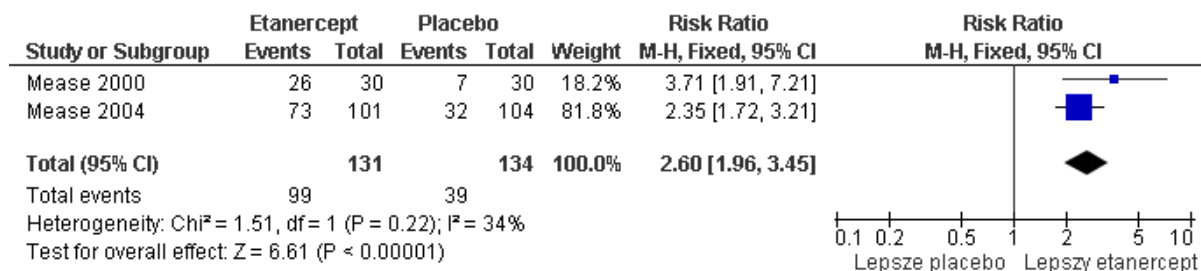 Etanercept Placebo Risk Ratio Risk Ratio
Study or Subgroup Events Total Events Total Weight M-H, Fixed, 95% CI M-H, Fixed, 95% CI
Mease 2000 26 30 7 30 18.2% 3.71 [1.91, 7.21]
Mease 2004 73 101 32 104 81.8% 2.35 [1.72, 3.21]
Total (95% CI) 131 134 100.0% 2.60 [1.96, 3.45]
Total events 99 39
Heterogeneity: Chi² = 1.51, df = 1 (P = 0.22); I² = 34%
Test for overall effect: Z = 6.61 (P < 0.00001)
0.1 0.2 0.5 1 2 5 10
Lepsze placebo Lepszy etanercept